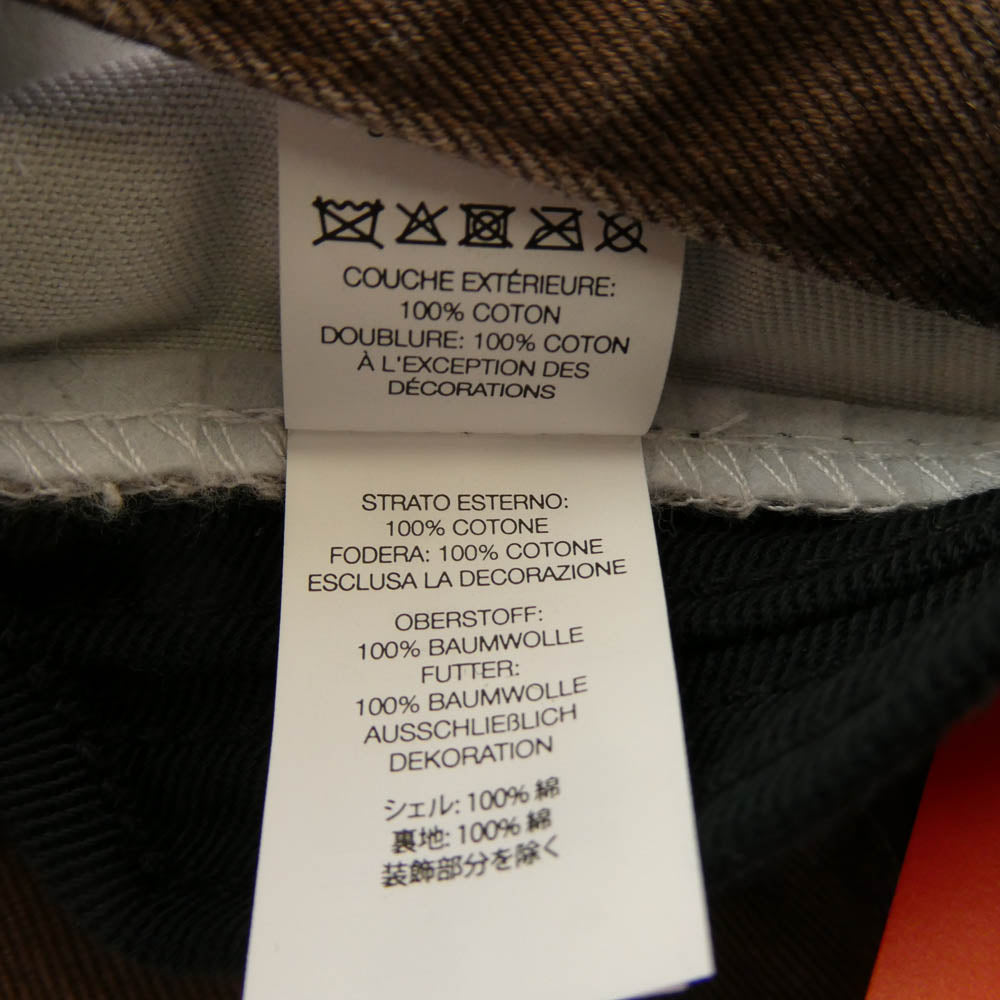 COUCHE EXTÉRIEURE:
100% COTON
DOUBLURE: 100% COTON
À L'EXCEPTION DES
DÉCORATIONS
STRATO ESTERNO:
100% COTONE
FODERA: 100% COTONE
ESCLUSA LA DECORAZIONE
OBERSTOFF:
100% BAUMWOLLE
FUTTER:
100% BAUMWOLLE
AUSSCHLIEßLICH
DEKORATION
シェル: 100% 綿
裏地: 100% 綿
装飾部分を除く